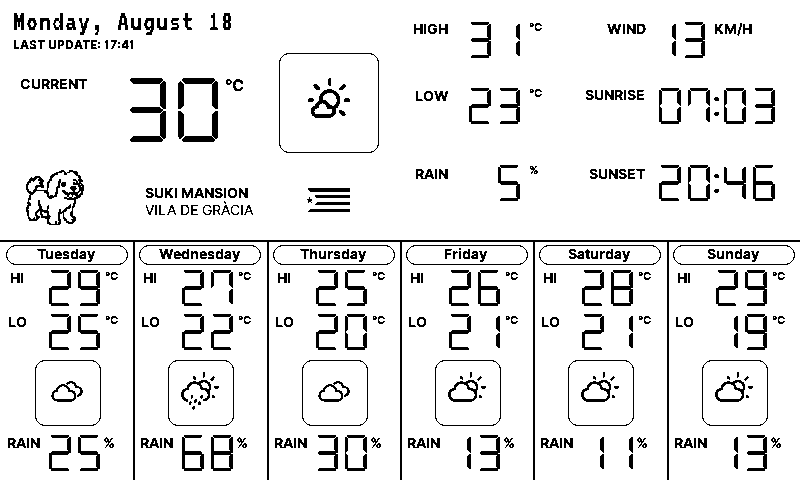 Monday, August 18
LAST UPDATE: 17:41
CURRENT 30 °C
HIGH 31 °C
WIND 13 KM/H
LOW 23 °C
SUNRISE 07:03
RAIN 5 %
SUNSET 20:46
SUKI MANSION
VILA DE GRÀCIA
Tuesday
HI 29 °C
LO 25 °C
RAIN 25 %
Wednesday
HI 27 °C
LO 22 °C
RAIN 68 %
Thursday
HI 25 °C
LO 20 °C
RAIN 30 %
Friday
HI 26 °C
LO 21 °C
RAIN 13 %
Saturday
HI 28 °C
LO 21 °C
RAIN 11 %
Sunday
HI 29 °C
LO 19 °C
RAIN 13 %